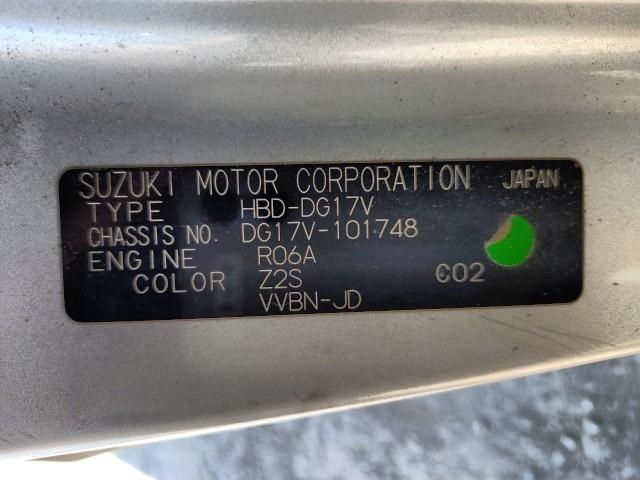 SUZUKI MOTOR CORPORATION JAPAN
TYPE HBD-DG17V
CHASSIS NO. DG17V-101748
ENGINE R06A
COLOR Z2S C02
VVBN-JD